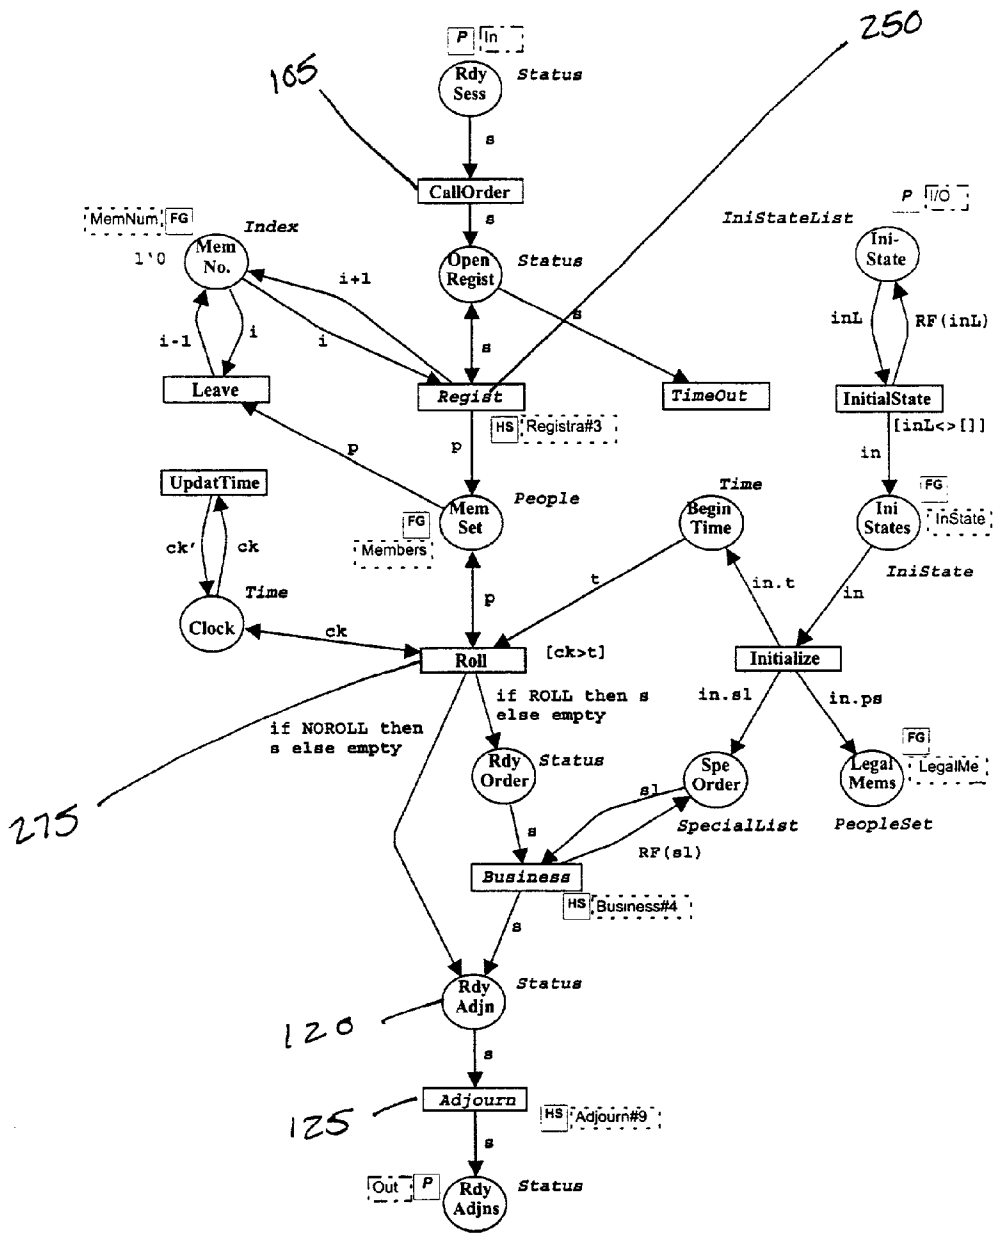 250
P In
105
Rdy
Sess
Status
s
CallOrder
s
P I/O
IniStateList
MemNum FG
Index
1'0
Mem
No.
Open
Regist
Status
Ini-
State
i+1
s
inL
RF(inL)
i-1
i
i
s
Leave
Regist
TimeOut
InitialState
HS Registra#3
[inL<>[]]
p
p
in
UpdatTime
Mem
Set
People
Time
Begin
Time
FG
Ini
States
InState
FG
Members
IniState
ck'
ck
Time
in.t
in
t
p
Clock
ck
Roll
[ck>t]
Initialize
if ROLL then s
else empty
in.sl
in.ps
if NOROLL then
s else empty
FG
Rdy
Order
Status
Spe
Order
Legal
Mems
LegalMe
sl
SpecialList
PeopleSet
275
s
RF(sl)
Business
HS Business#4
s
Rdy
Adjn
Status
120
s
Adjourn
125
HS Adjourn#9
s
Out P
Rdy
Adjns
Status